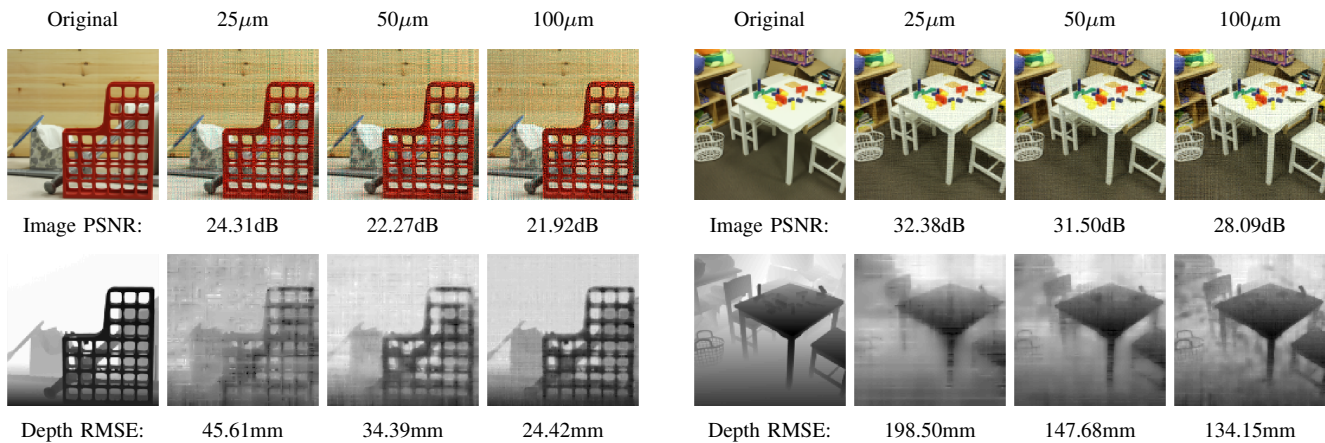 Original 25μm 50μm 100μm Original 25μm 50μm 100μm
Image PSNR: 24.31dB 22.27dB 21.92dB Image PSNR: 32.38dB 31.50dB 28.09dB
Depth RMSE: 45.61mm 34.39mm 24.42mm Depth RMSE: 198.50mm 147.68mm 134.15mm